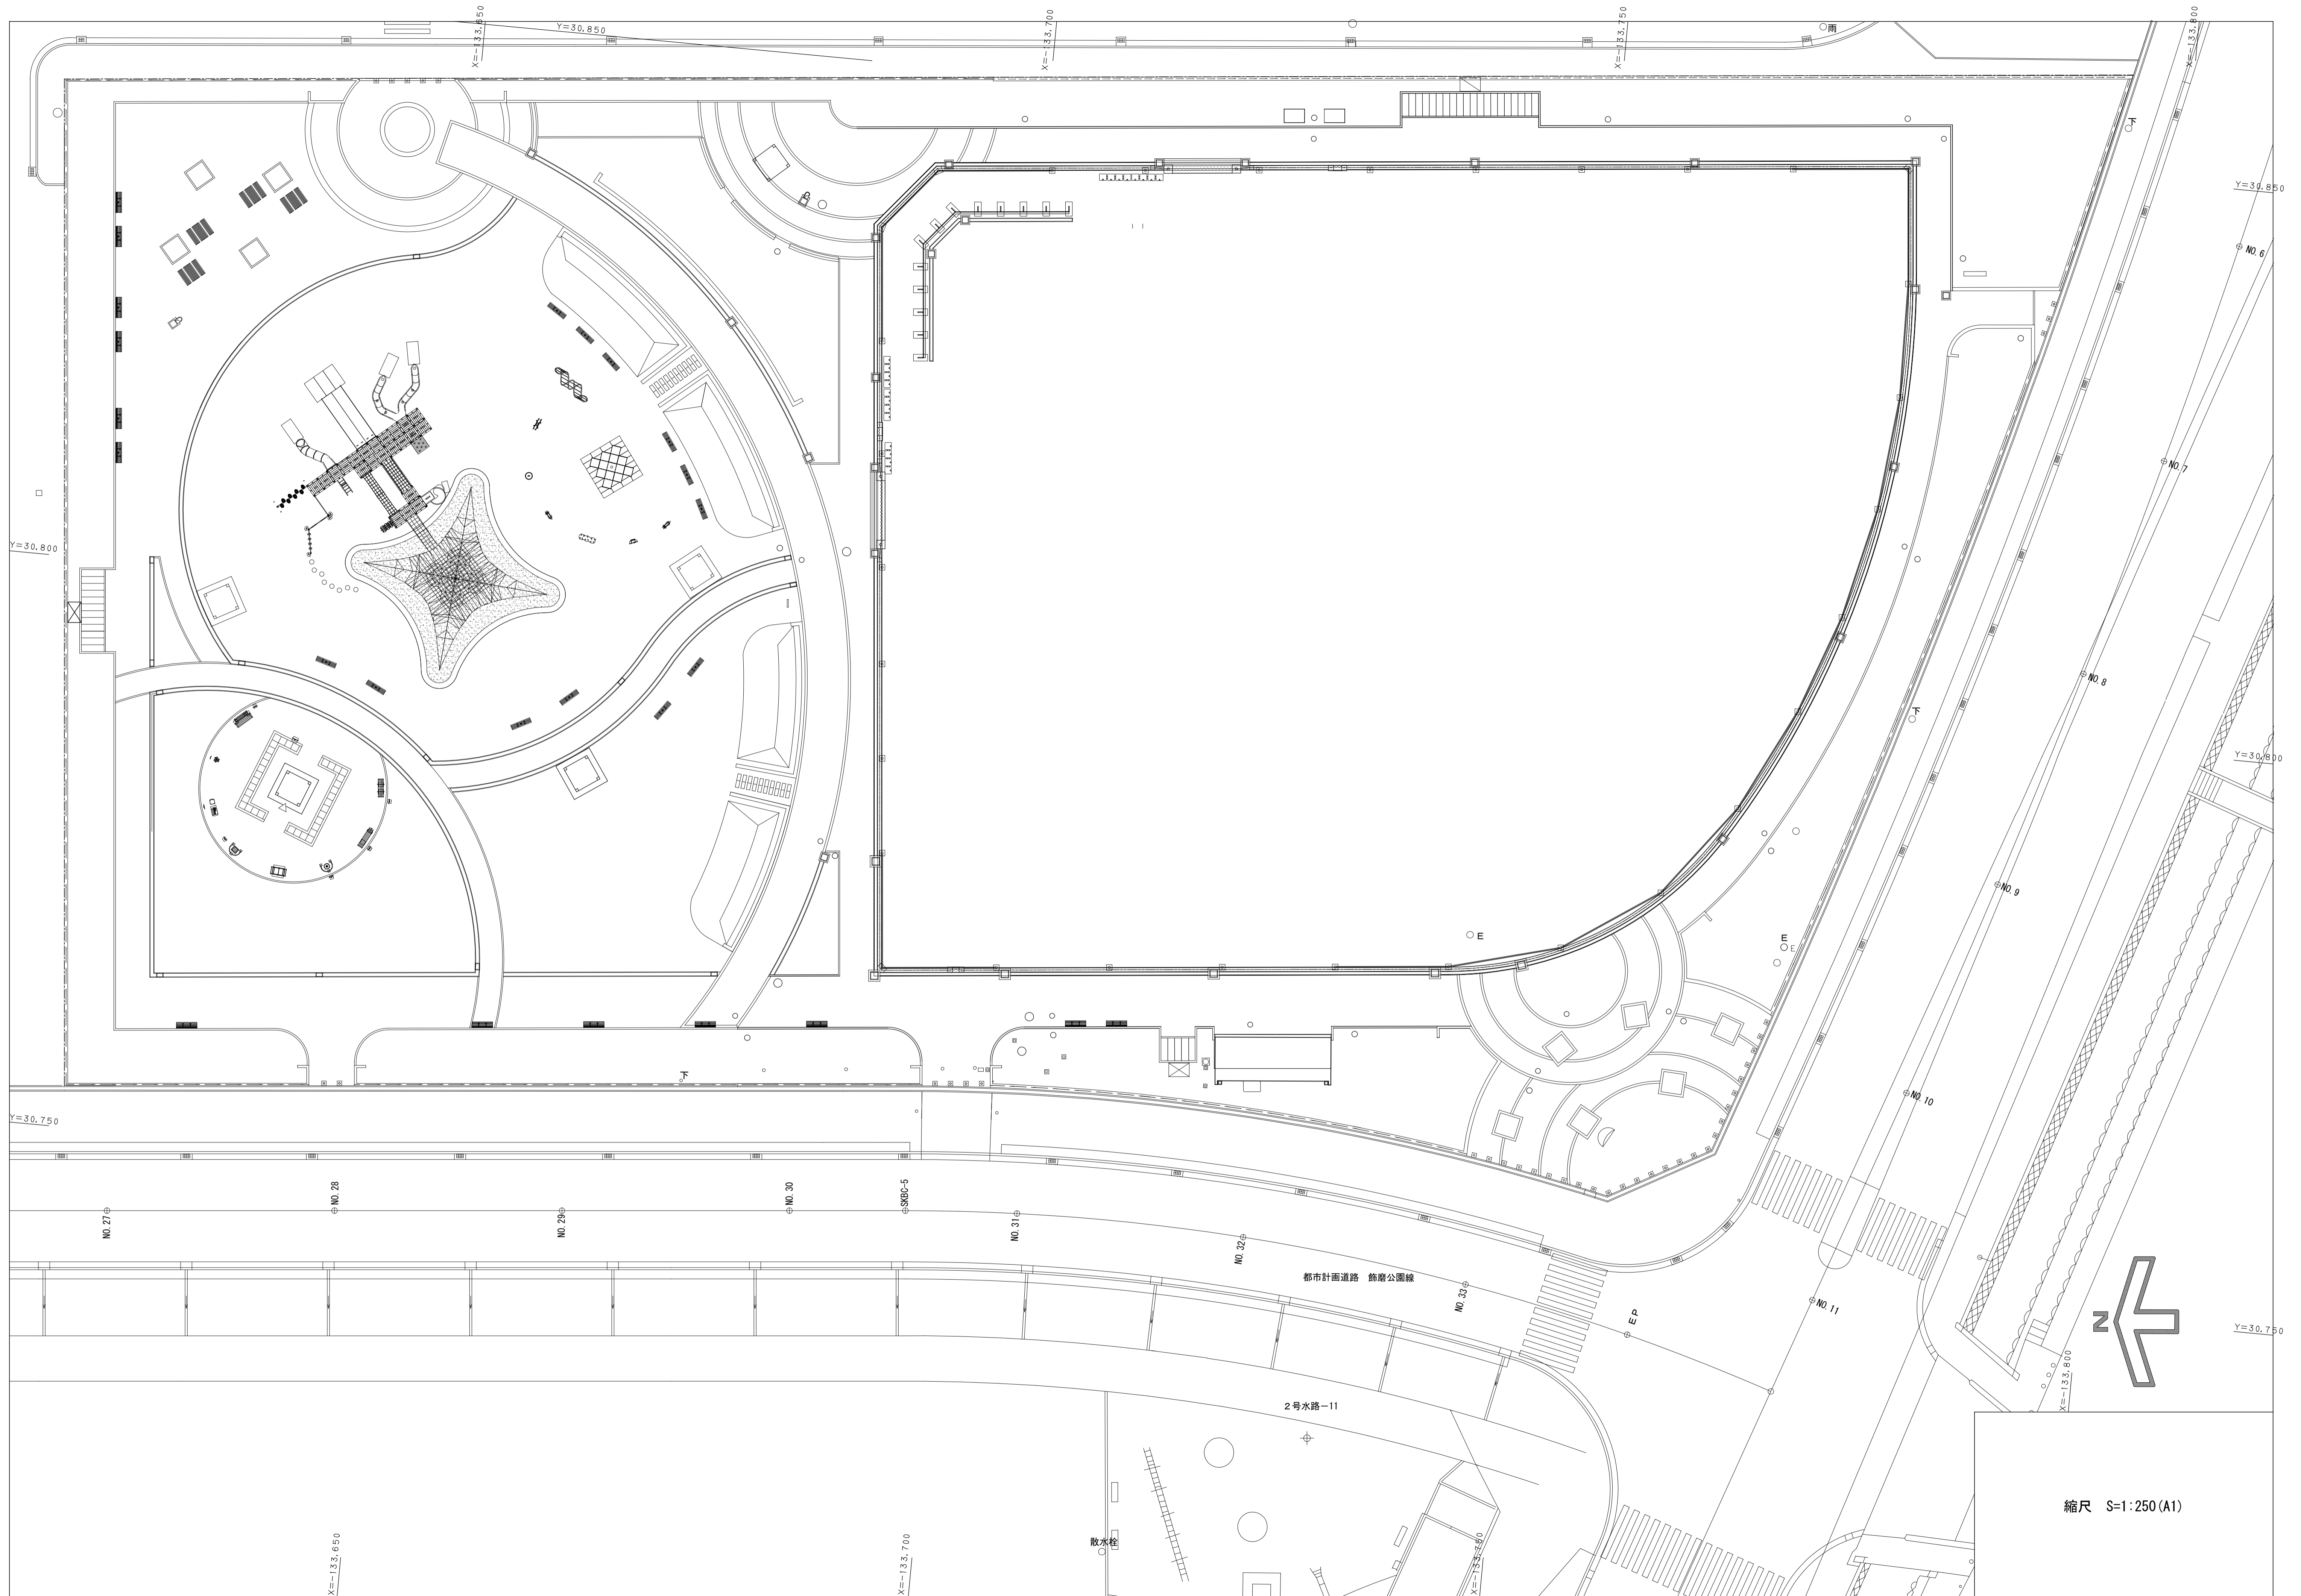 X=-133,650
Y=30,850
X=-133,700
X=-133,750
雨
X=-133,800
下
Y=30,850
NO.6
NO.7
Y=30,800
NO.8
下
Y=30,800
NO.9
E
E
E
下
NO.10
Y=30,750
NO.27
NO.28
NO.29
NO.30
SKBC-5
NO.31
NO.32
都市計画道路 飾磨公園線
NO.33
EP
NO.11
N
Y=30,750
X=-133,800
2号水路-11
縮尺 S=1:250(A1)
散水栓
X=-133,650
X=-133,700
X=-133,750